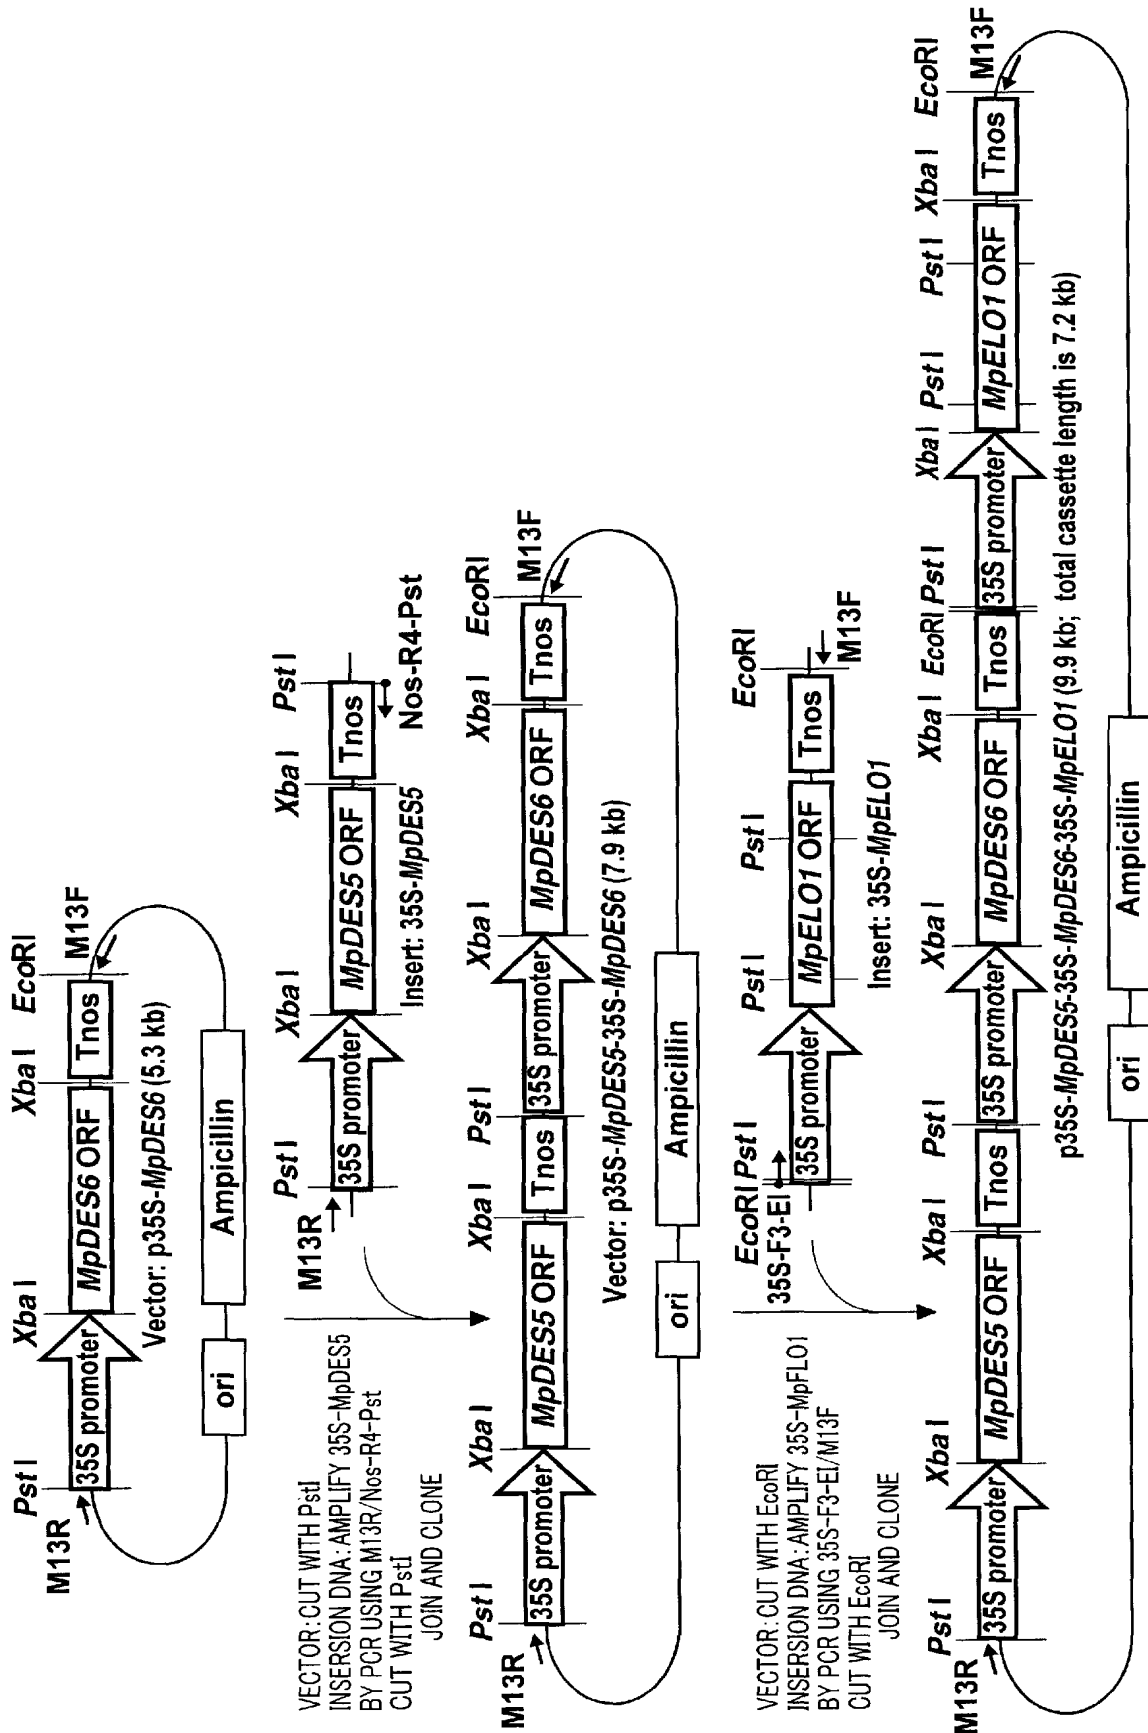 Pst I
Xba I
Xba I
EcoRI
M13R
35S promoter
MpDES6 ORF
Tnos
M13F
Vector: p35S-MpDES6 (5.3 kb)
ori
Ampicillin
VECTOR:CUT WITH PstI
INSERSION DNA:AMPLIFY 35S-MpDES5
BY PCR USING M13R/Nos-R4-Pst
CUT WITH PstI
JOIN AND CLONE
Pst I
Xba I
Xba I
Pst I
M13R
35S promoter
MpDES5 ORF
Tnos
Nos-R4-Pst
Insert: 35S-MpDES5
Pst I
Xba I
Xba I
Pst I
Xba I
Xba I
EcoRI
M13R
35S promoter
MpDES5 ORF
Tnos
35S promoter
MpDES6 ORF
Tnos
M13F
Vector: p35S-MpDES5-35S-MpDES6 (7.9 kb)
ori
Ampicillin
VECTOR:CUT WITH EcoRI
INSERSION DNA:AMPLIFY 35S-MpFLO1
BY PCR USING 35S-F3-EI/M13F
CUT WITH EcoRI
JOIN AND CLONE
EcoRI
Pst I
Pst I
Pst I
EcoRI
35S-F3-EI
35S promoter
MpELO1 ORF
Tnos
M13F
Insert: 35S-MpELO1
Pst I
Xba I
Xba I
Pst I
Xba I
Xba I
EcoRI
Pst I
Xba I
Pst I
Pst I
Xba I
EcoRI
M13R
35S promoter
MpDES5 ORF
Tnos
35S promoter
MpDES6 ORF
Tnos
35S promoter
MpELO1 ORF
Tnos
M13F
p35S-MpDES5-35S-MpDES6-35S-MpELO1 (9.9 kb; total cassette length is 7.2 kb)
ori
Ampicillin